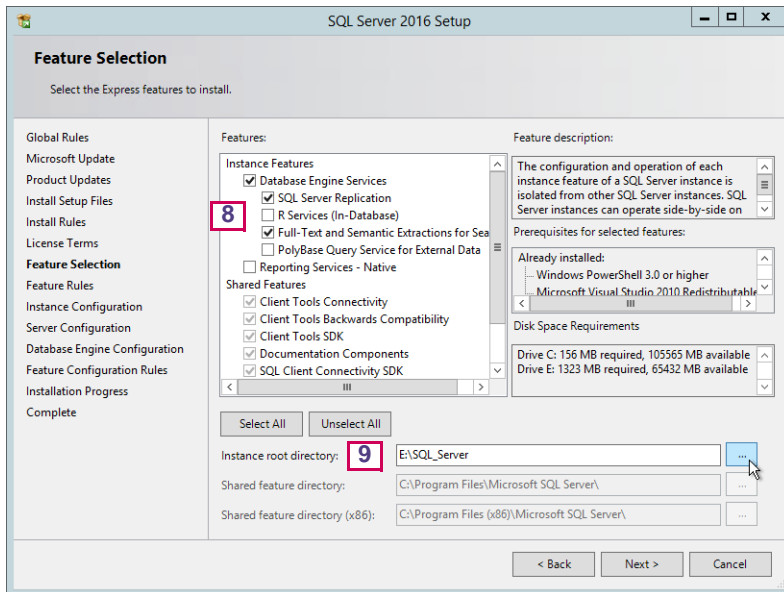 SQL Server 2016 Setup
Feature Selection
Select the Express features to install.
Global Rules
Microsoft Update
Product Updates
Install Setup Files
Install Rules
License Terms
Feature Selection
Feature Rules
Instance Configuration
Server Configuration
Database Engine Configuration
Feature Configuration Rules
Installation Progress
Complete
Features:
Instance Features
Database Engine Services
SQL Server Replication
8
R Services (In-Database)
Full-Text and Semantic Extractions for Sea
PolyBase Query Service for External Data
Reporting Services - Native
Shared Features
Client Tools Connectivity
Client Tools Backwards Compatibility
Client Tools SDK
Documentation Components
SQL Client Connectivity SDK
Feature description:
The configuration and operation of each
instance feature of a SQL Server instance is
isolated from other SQL Server instances. SQL
Server instances can operate side-by-side on
Prerequisites for selected features:
Already installed:
Windows PowerShell 3.0 or higher
Microsoft Visual Studio 2010 Redistributable
Disk Space Requirements
Drive C: 156 MB required, 105565 MB available
Drive E: 1323 MB required, 65432 MB available
Select All
Unselect All
Instance root directory: 9 E:\SQL_Server ...
Shared feature directory: C:\Program Files\Microsoft SQL Server\ ...
Shared feature directory (x86): C:\Program Files (x86)\Microsoft SQL Server\ ...
< Back
Next >
Cancel